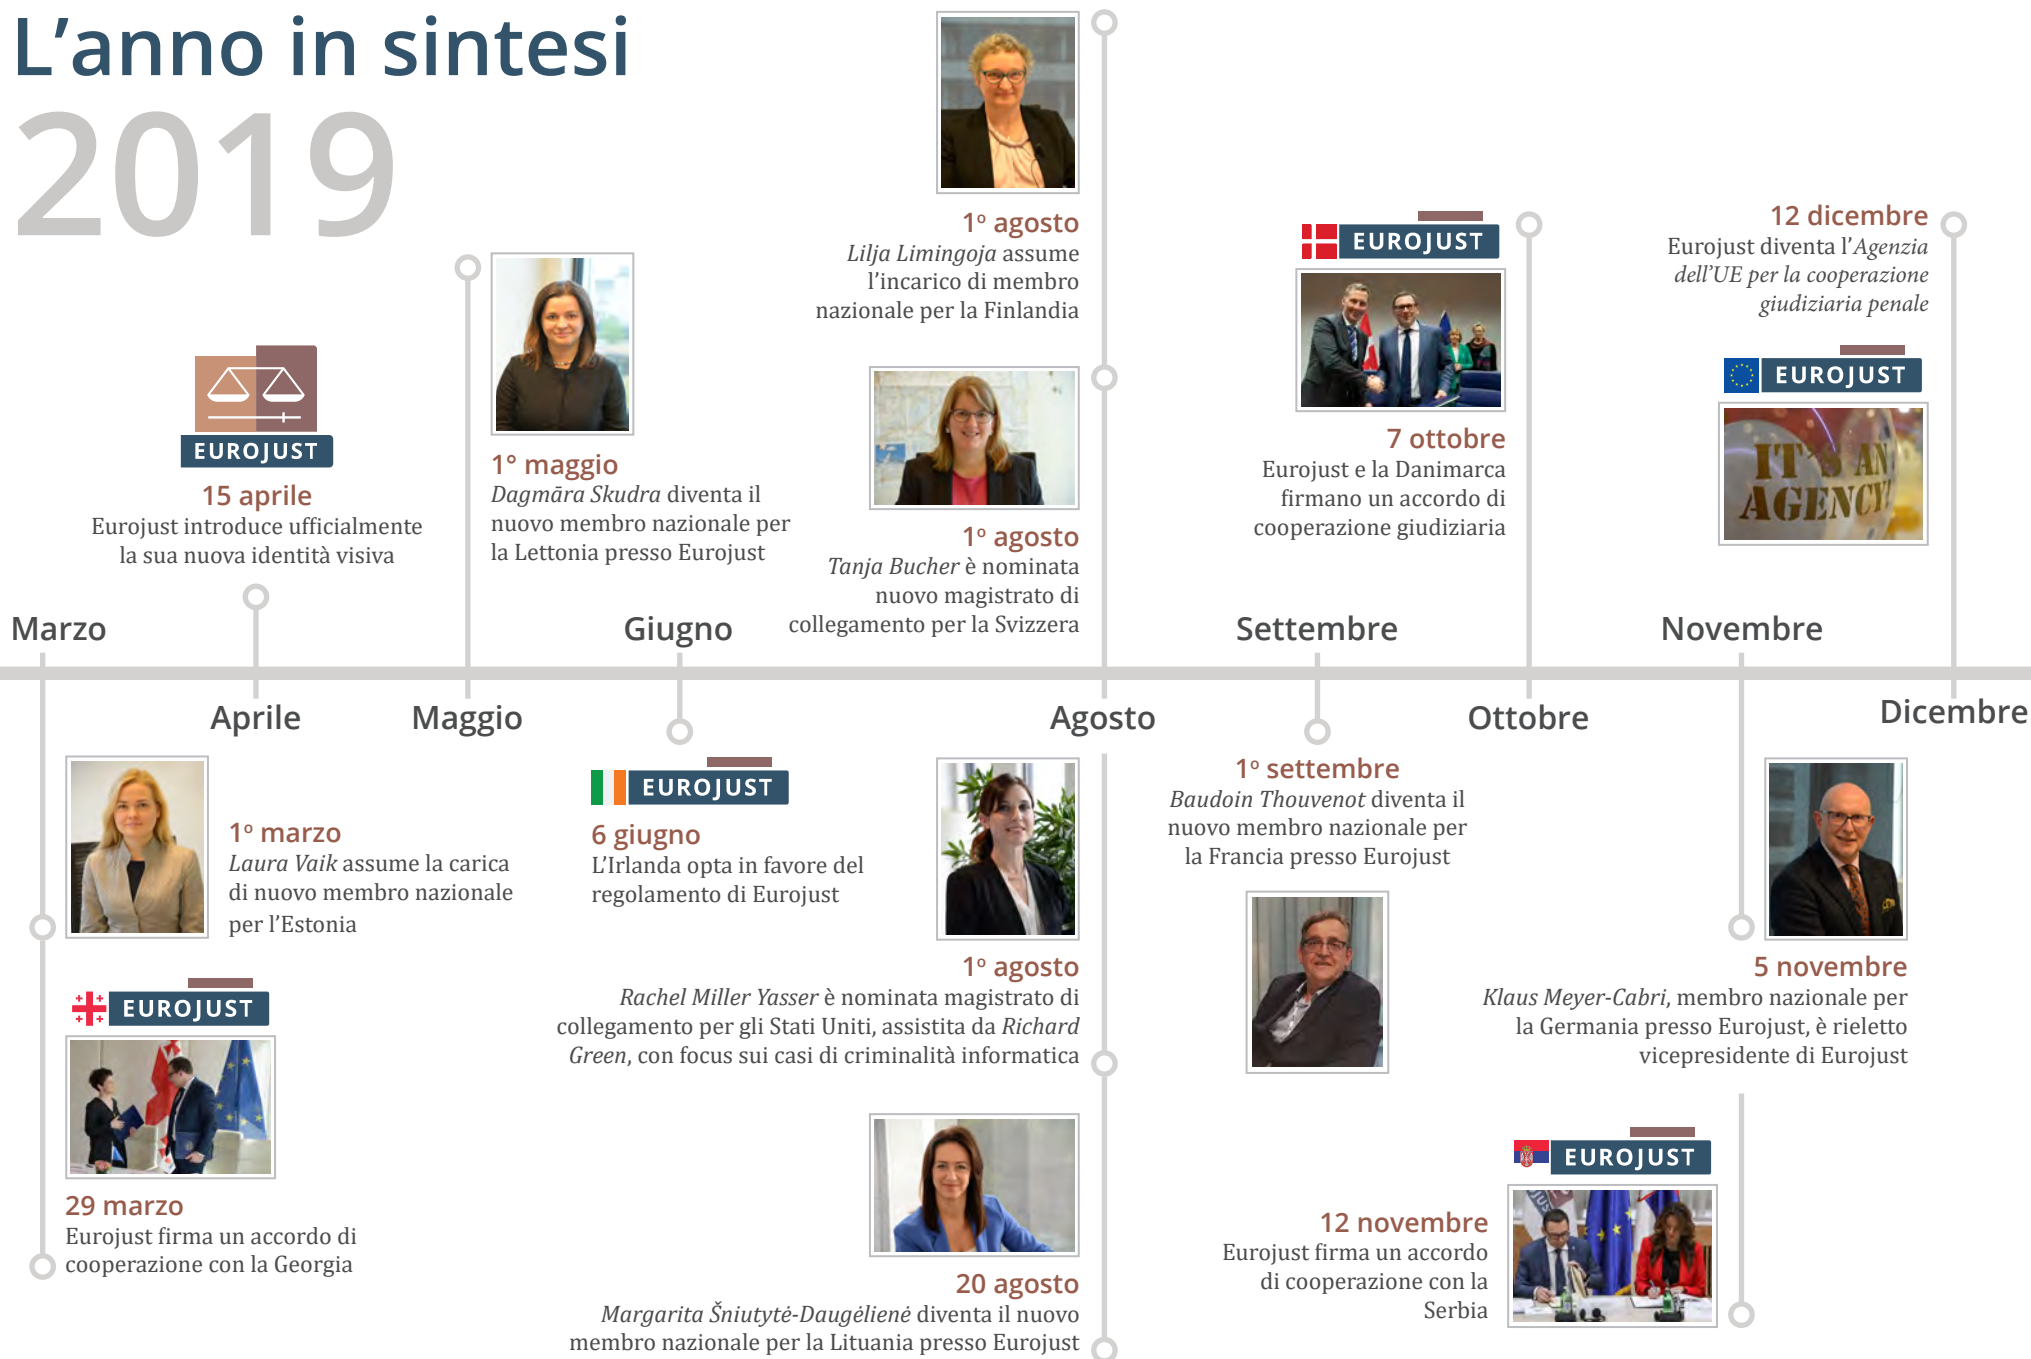 L’anno in sintesi
2019
EUROJUST
15 aprile
Eurojust introduce ufficialmente
la sua nuova identità visiva
1° maggio
Dagmāra Skudra diventa il
nuovo membro nazionale per
la Lettonia presso Eurojust
1º agosto
Lilja Limingoja assume
l’incarico di membro
nazionale per la Finlandia
1º agosto
Tanja Bucher è nominata
nuovo magistrato di
collegamento per la Svizzera
EUROJUST
7 ottobre
Eurojust e la Danimarca
firmano un accordo di
cooperazione giudiziaria
12 dicembre
Eurojust diventa l’Agenzia
dell’UE per la cooperazione
giudiziaria penale
EUROJUST
IT’S AN
AGENCY!
Marzo
Giugno
Settembre
Novembre
Aprile
Maggio
Agosto
Ottobre
Dicembre
1º marzo
Laura Vaik assume la carica
di nuovo membro nazionale
per l’Estonia
EUROJUST
29 marzo
Eurojust firma un accordo di
cooperazione con la Georgia
EUROJUST
6 giugno
L’Irlanda opta in favore del
regolamento di Eurojust
1º agosto
Rachel Miller Yasser è nominata magistrato di
collegamento per gli Stati Uniti, assistita da Richard
Green, con focus sui casi di criminalità informatica
20 agosto
Margarita Šniutytė-Daugėlienė diventa il nuovo
membro nazionale per la Lituania presso Eurojust
1º settembre
Baudoin Thouvenot diventa il
nuovo membro nazionale per
la Francia presso Eurojust
5 novembre
Klaus Meyer-Cabri, membro nazionale per
la Germania presso Eurojust, è rieletto
vicepresidente di Eurojust
EUROJUST
12 novembre
Eurojust firma un accordo
di cooperazione con la
Serbia